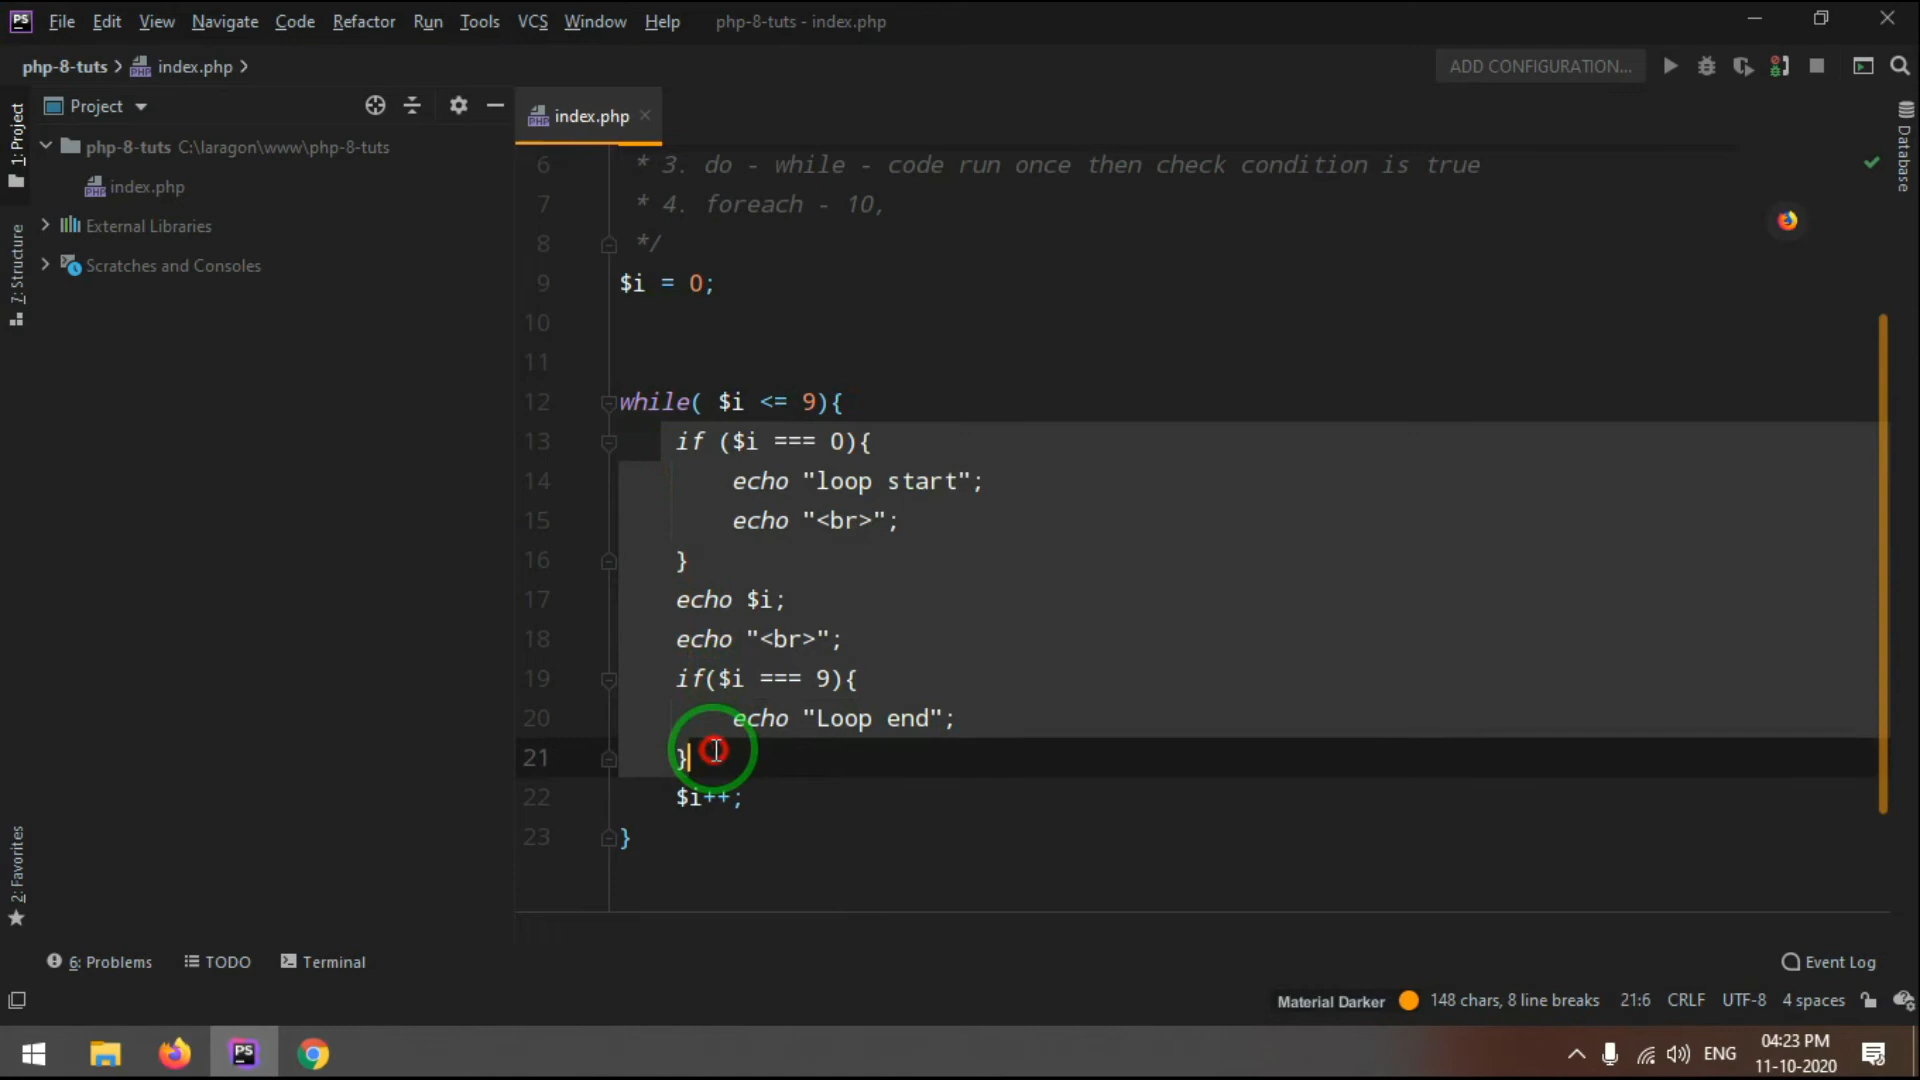 PS File Edit View Navigate Code Refactor Run Tools VCS Window Help php-8-tuts - index.php
php-8-tuts index.php ADD CONFIGURATION...
1: Project
7: Structure
2: Favorites
Project
php-8-tuts C:\laragon\www\php-8-tuts
index.php
External Libraries
Scratches and Consoles
PHP index.php
6 * 3. do - while - code run once then check condition is true
7 * 4. foreach - 10,
8 */
9 $i = 0;
10
11
12 while( $i <= 9){
13 if ($i === 0){
14 echo "loop start";
15 echo "<br>";
16 }
17 echo $i;
18 echo "<br>";
19 if($i === 9){
20 echo "Loop end";
21 }
22 $i++;
23 }
Database
6: Problems TODO Terminal Event Log
Material Darker 148 chars, 8 line breaks 21:6 CRLF UTF-8 4 spaces
PS ENG 04:23 PM
11-10-2020